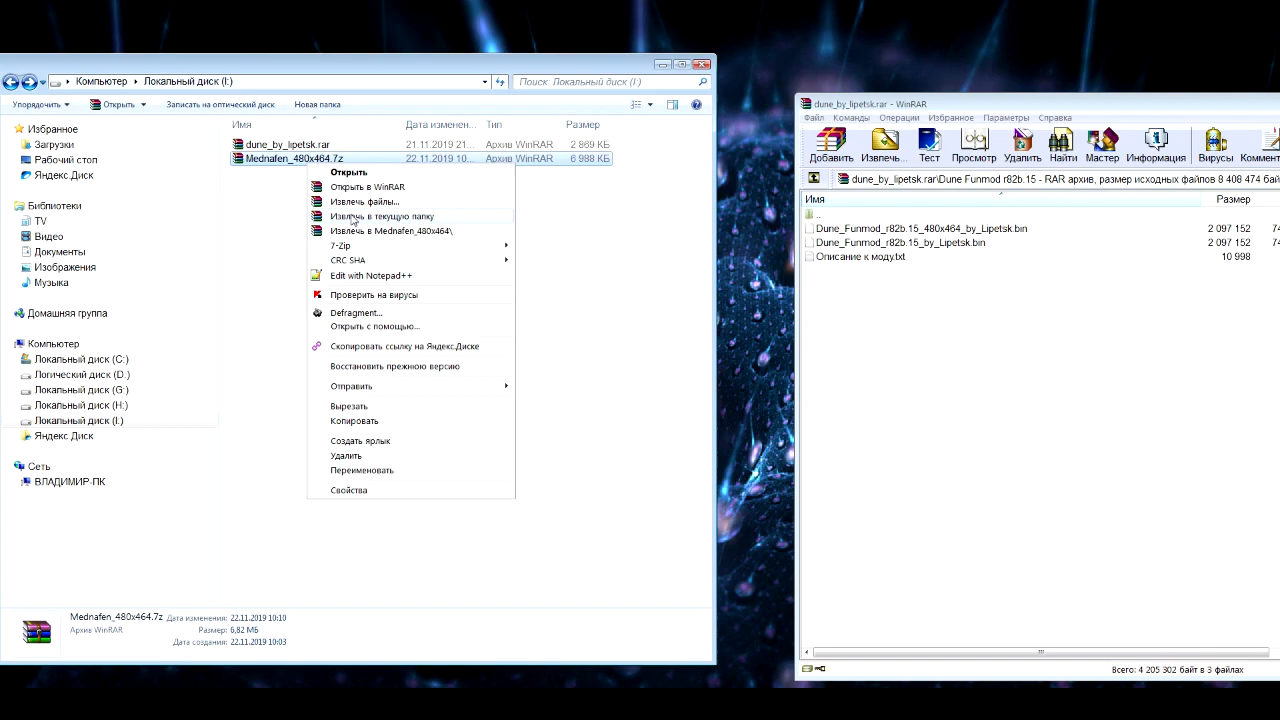 Компьютер
Локальный диск (I:)
Поиск: Локальный диск (I:)
Упорядочить
Открыть
Записать на оптический диск
Новая папка
Избранное
Загрузки
Рабочий стол
Яндекс.Диск
Библиотеки
TV
Видео
Документы
Изображения
Музыка
Домашняя группа
Компьютер
Локальный диск (C:)
Логический диск (D.)
Локальный диск (G:)
Локальный диск (H:)
Локальный диск (I:)
Яндекс Диск
Сеть
ВЛАДИМИР-ПК
Имя
Дата изменен...
Тип
Размер
dune_by_lipetsk.rar
21.11.2019 21...
Архив WinRAR
2 869 КБ
Mednafen_480x464.7z
22.11.2019 10...
Архив WinRAR
6 988 КБ
Открыть
Открыть в WinRAR
Извлечь файлы...
Извлечь в текущую папку
Извлечь в Mednafen_480x464\
7-Zip
CRC SHA
Edit with Notepad++
Проверить на вирусы
Defragment...
Открыть с помощью...
Скопировать ссылку на Яндекс.Диске
Восстановить прежнюю версию
Отправить
Вырезать
Копировать
Создать ярлык
Удалить
Переименовать
Свойства
Mednafen_480x464.7z
Дата изменения: 22.11.2019 10:10
Архив WinRAR
Размер: 6,82 МБ
Дата создания: 22.11.2019 10:03
dune_by_lipetsk.rar - WinRAR
Файл Команды Операции Избранное Параметры Справка
Добавить
Извлечь...
Тест
Просмотр
Удалить
Найти
Мастер
Информация
Вирусы
Коммент
dune_by_lipetsk.rar\Dune Funmod r82b.15 - RAR архив, размер исходных файлов 8 408 474 бай
Имя
Размер
..
Dune_Funmod_r82b.15_480x464_by_Lipetsk.bin
2 097 152
74
Dune_Funmod_r82b.15_by_Lipetsk.bin
2 097 152
74
Описание к моду.txt
10 998
Всего: 4 205 302 байт в 3 файлах